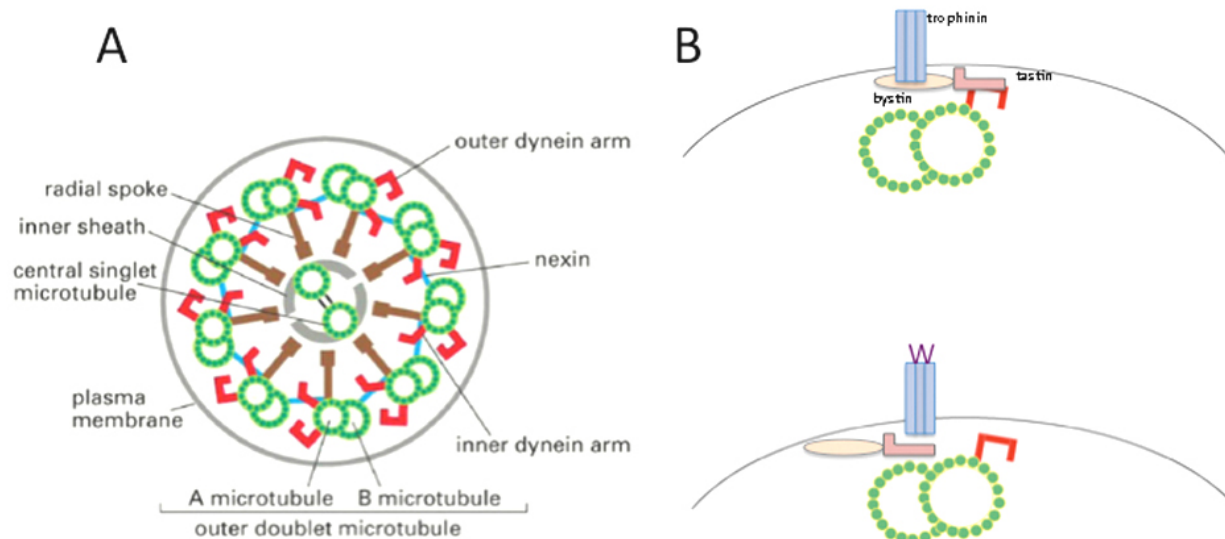 A
outer dynein arm
radial spoke
inner sheath
central singlet
microtubule
nexin
plasma
membrane
inner dynein arm
A microtubule B microtubule
outer doublet microtubule
B
trophinin
tastin
bystin